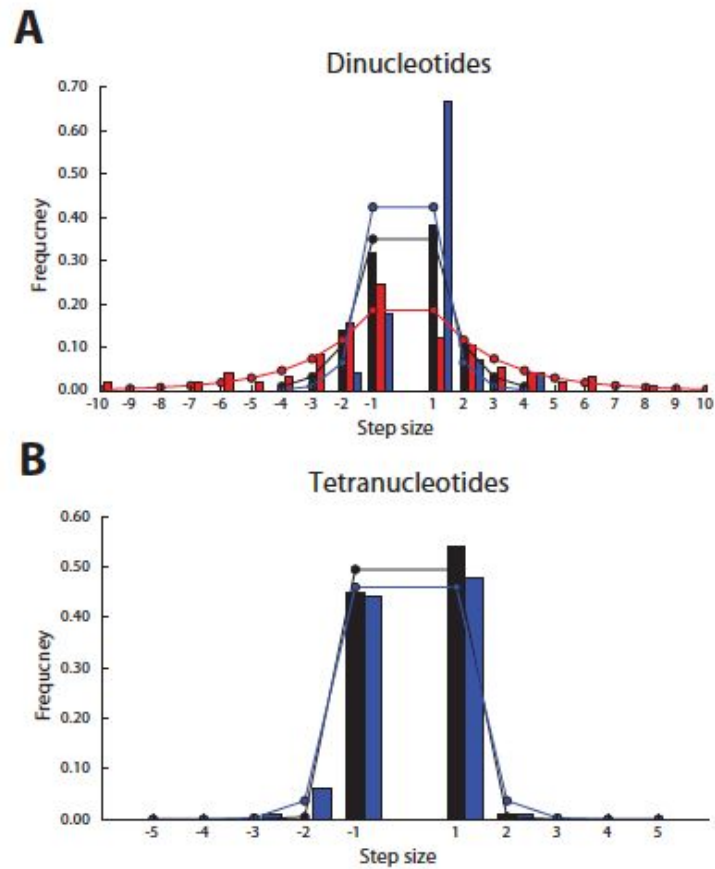 A
Dinucleotides
0.70
0.60
0.50
0.40
0.30
0.20
0.10
0.00
Frequcney
-10 -9 -8 -7 -6 -5 -4 -3 -2 -1 1 2 3 4 5 6 7 8 9 10
Step size
B
Tetranucleotides
0.60
0.50
0.40
0.30
0.20
0.10
0.00
Frequcney
-5 -4 -3 -2 -1 1 2 3 4 5
Step size